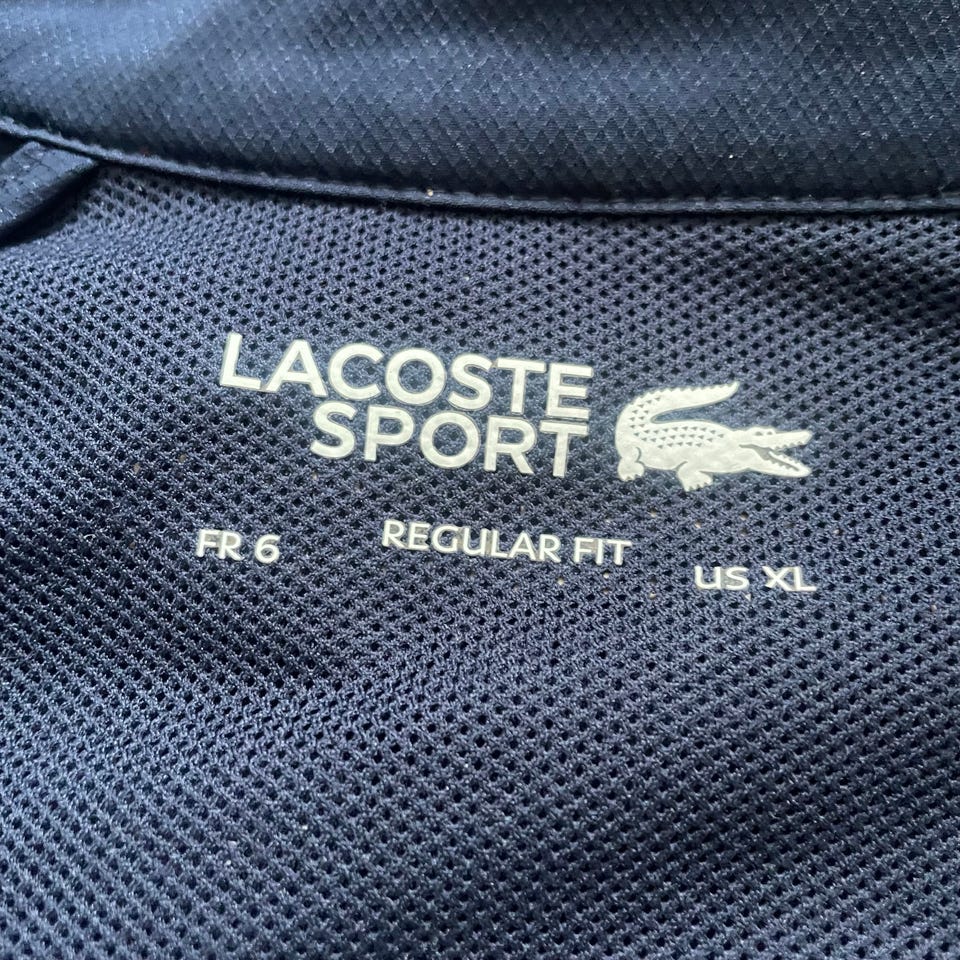 LACOSTE
SPORT
FR 6 REGULAR FIT US XL